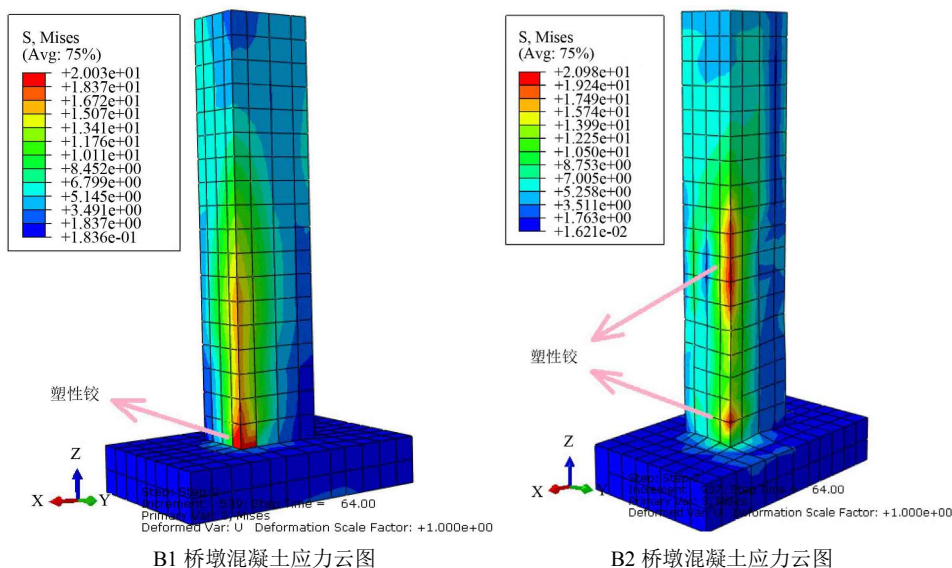 S, Mises
(Avg: 75%)
+2.003e+01
+1.837e+01
+1.672e+01
+1.507e+01
+1.341e+01
+1.176e+01
+1.011e+01
+8.452e+00
+6.799e+00
+5.145e+00
+3.491e+00
+1.837e+00
+1.836e-01
塑性铰
Z
X
Y
64.00
Deformed Var: U Deformation Scale Factor: +1.000e+00
B1 桥墩混凝土应力云图
S, Mises
(Avg: 75%)
+2.098e+01
+1.924e+01
+1.749e+01
+1.574e+01
+1.399e+01
+1.225e+01
+1.050e+01
+8.753e+00
+7.005e+00
+5.258e+00
+3.511e+00
+1.763e+00
+1.621e-02
塑性铰
Z
X
Y
64.00
Deformation Scale Factor: +1.000e+00
B2 桥墩混凝土应力云图